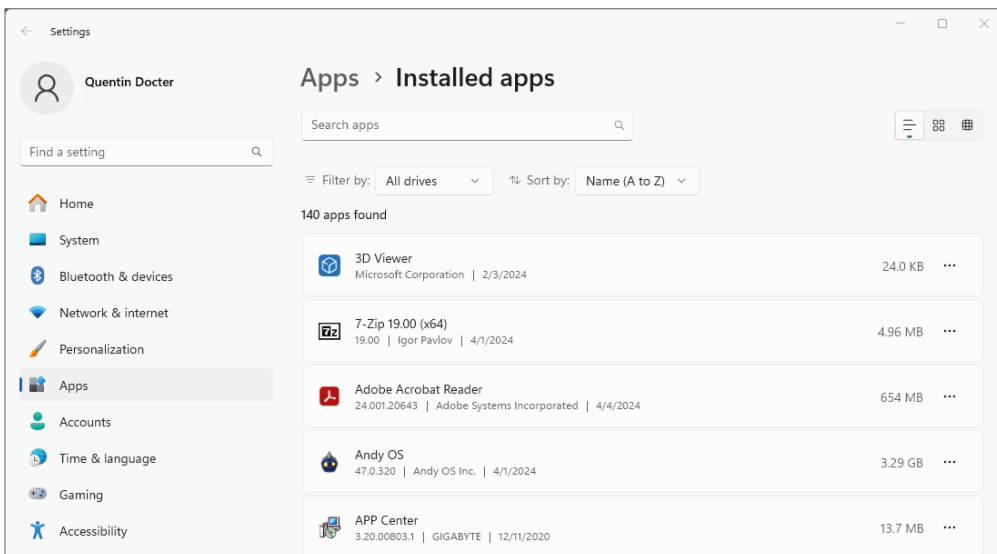 Settings
Quentin Docter
Find a setting
Home
System
Bluetooth & devices
Network & internet
Personalization
Apps
Accounts
Time & language
Gaming
Accessibility
Apps > Installed apps
Search apps
Filter by: All drives Sort by: Name (A to Z)
140 apps found
3D Viewer
Microsoft Corporation | 2/3/2024
24.0 KB
7-Zip 19.00 (x64)
19.00 | Igor Pavlov | 4/1/2024
4.96 MB
Adobe Acrobat Reader
24.001.20643 | Adobe Systems Incorporated | 4/4/2024
654 MB
Andy OS
47.0.320 | Andy OS Inc. | 4/1/2024
3.29 GB
APP Center
3.20.00803.1 | GIGABYTE | 12/11/2020
13.7 MB